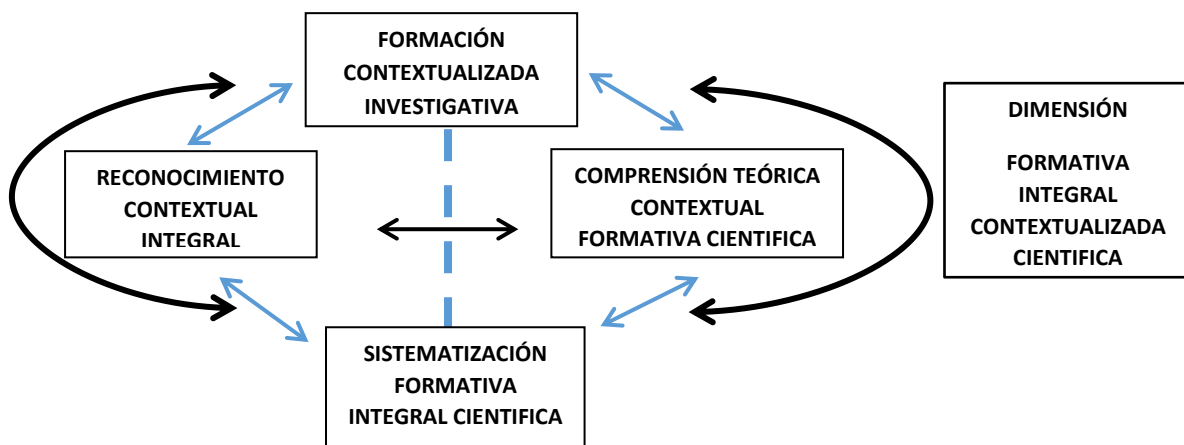 FORMACIÓN
CONTEXTUALIZADA
INVESTIGATIVA
RECONOCIMIENTO
CONTEXTUAL
INTEGRAL
COMPRENSIÓN TEÓRICA
CONTEXTUAL
FORMATIVA CIENTIFICA
SISTEMATIZACIÓN
FORMATIVA
INTEGRAL CIENTIFICA
DIMENSIÓN
FORMATIVA
INTEGRAL
CONTEXTUALIZADA
CIENTIFICA